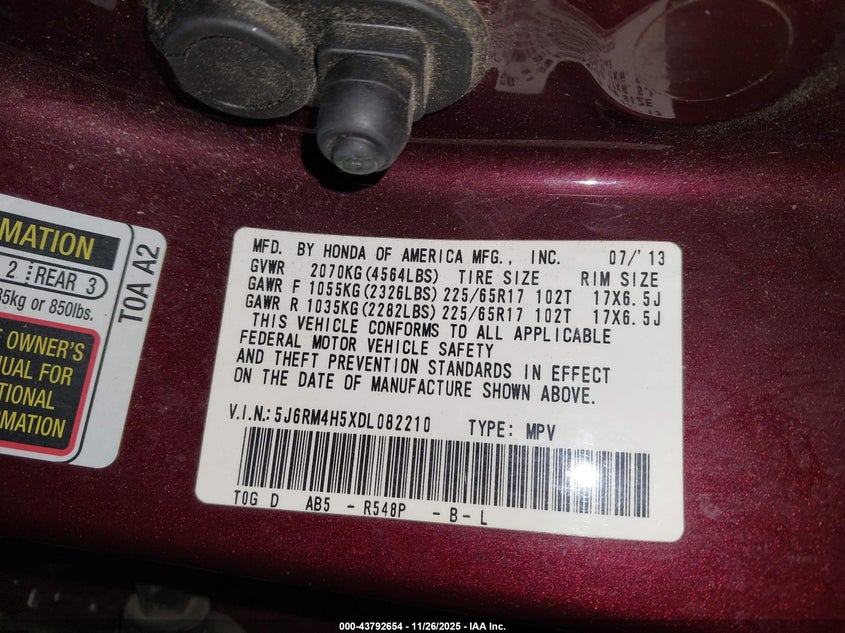 MATION
2 REAR 3
35kg or 850lbs.
OWNER'S
UAL FOR
TIONAL
MATION
T0A A2
MFD. BY HONDA OF AMERICA MFG., INC. 07/'13
GVWR 2070KG(4564LBS) TIRE SIZE RIM SIZE
GAWR F 1055KG(2326LBS) 225/65R17 102T 17X6.5J
GAWR R 1035KG(2282LBS) 225/65R17 102T 17X6.5J
THIS VEHICLE CONFORMS TO ALL APPLICABLE
FEDERAL MOTOR VEHICLE SAFETY
AND THEFT PREVENTION STANDARDS IN EFFECT
ON THE DATE OF MANUFACTURE SHOWN ABOVE.
V.I.N.: 5J6RM4H5XDL082210 TYPE: MPV
T0G D AB5 - R548P - B - L
000-43792654 - 11/26/2025 - IAA Inc.